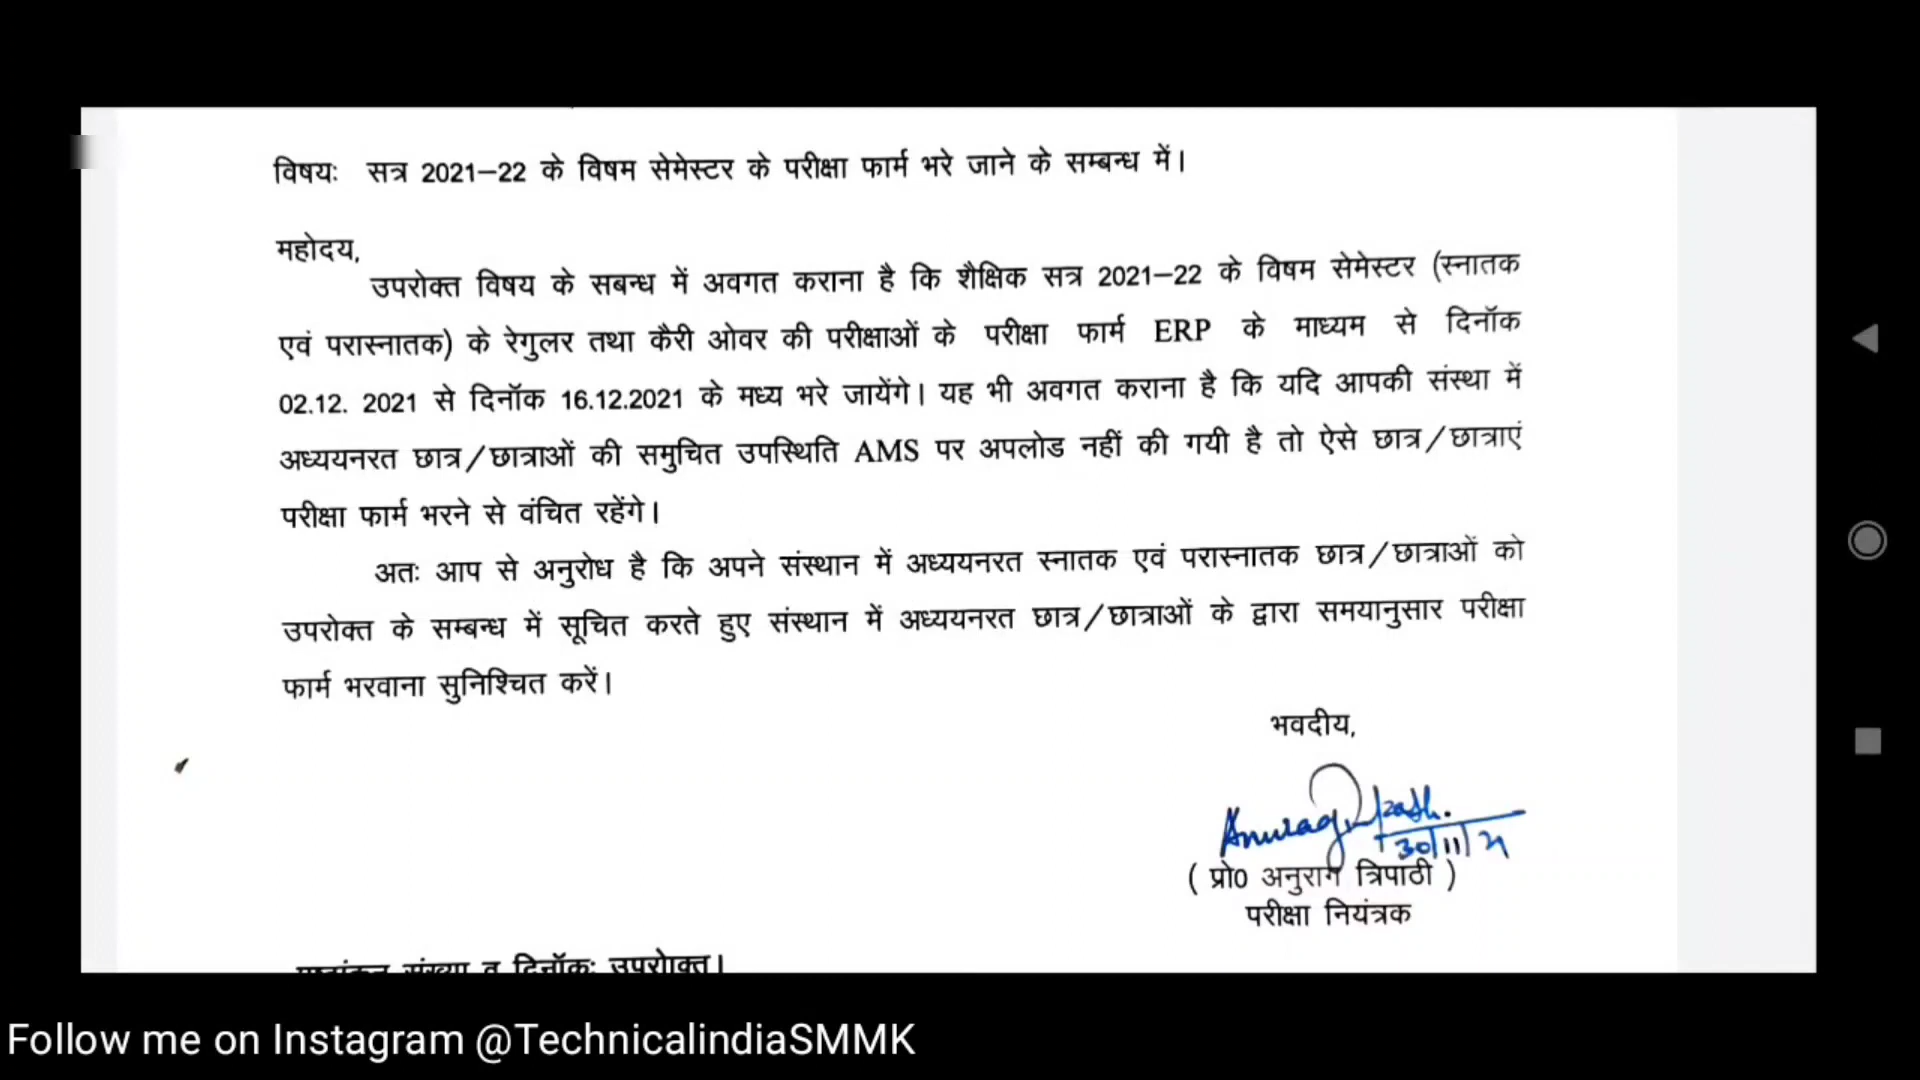 विषयः सत्र 2021–22 के विषम सेमेस्टर के परीक्षा फार्म भरे जाने के सम्बन्ध में।
महोदय,
उपरोक्त विषय के सबन्ध में अवगत कराना है कि शैक्षिक सत्र 2021–22 के विषम सेमेस्टर (स्नातक
एवं परास्नातक) के रेगुलर तथा कैरी ओवर की परीक्षाओं के परीक्षा फार्म ERP के माध्यम से दिनॉक
02.12. 2021 से दिनॉक 16.12.2021 के मध्य भरे जायेंगे। यह भी अवगत कराना है कि यदि आपकी संस्था में
अध्ययनरत छात्र/छात्राओं की समुचित उपस्थिति AMS पर अपलोड नहीं की गयी है तो ऐसे छात्र/छात्राएं
परीक्षा फार्म भरने से वंचित रहेंगे।
अतः आप से अनुरोध है कि अपने संस्थान में अध्ययनरत स्नातक एवं परास्नातक छात्र/छात्राओं को
उपरोक्त के सम्बन्ध में सूचित करते हुए संस्थान में अध्ययनरत छात्र/छात्राओं के द्वारा समयानुसार परीक्षा
फार्म भरवाना सुनिश्चित करें।
भवदीय,
Anurag
30/11/21
( प्रो0 अनुराग त्रिपाठी )
परीक्षा नियंत्रक
संख्या व दिनॉकः उपरोक्त।
Follow me on Instagram @TechnicalindiaSMMK